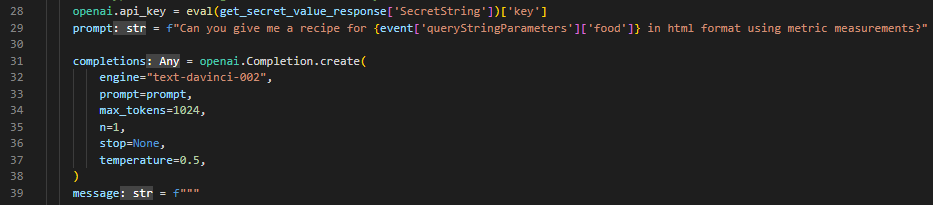 28 openai.api_key = eval(get_secret_value_response['SecretString'])['key']
29 prompt: str = f"Can you give me a recipe for {event['queryStringParameters']['food']} in html format using metric measurements?"
30
31 completions: Any = openai.Completion.create(
32 engine="text-davinci-002",
33 prompt=prompt,
34 max_tokens=1024,
35 n=1,
36 stop=None,
37 temperature=0.5,
38 )
39 message: str = f"""